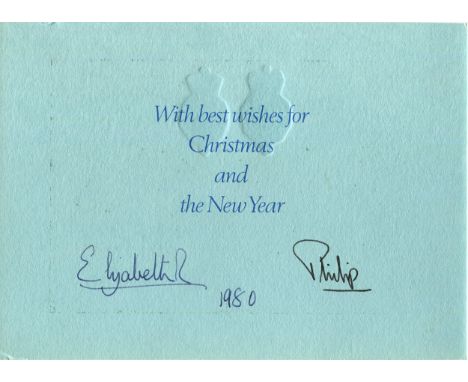 With best wishes for
Christmas
and
the New Year
Elizabeth R
Philip
1980